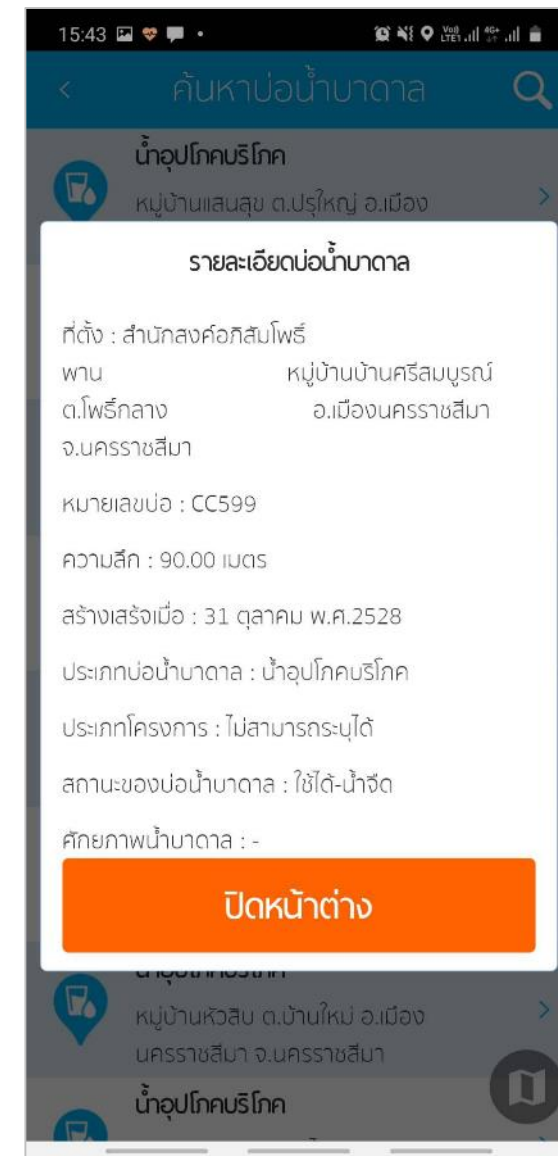 15:43
ค้นหาบ่อน้ำบาดาล
น้ำอุปโภคบริโภค
หมู่บ้านแสนสุข ต.ปรุใหญ่ อ.เมือง
รายละเอียดบ่อน้ำบาดาล
ที่ตั้ง : สำนักสงค์อภิสัมโพธิ์
พาน หมู่บ้านบ้านศรีสมบูรณ์
ต.โพธิ์กลาง อ.เมืองนครราชสีมา
จ.นครราชสีมา
หมายเลขบ่อ : CC599
ความลึก : 90.00 เมตร
สร้างเสร็จเมื่อ : 31 ตุลาคม พ.ศ.2528
ประเภทบ่อน้ำบาดาล : น้ำอุปโภคบริโภค
ประเภทโครงการ : ไม่สามารถระบุได้
สถานะของบ่อน้ำบาดาล : ใช้ได้-น้ำจืด
ศักยภาพน้ำบาดาล : -
ปิดหน้าต่าง
หมู่บ้านหัวสิบ ต.บ้านใหม่ อ.เมือง
นครราชสีมา จ.นครราชสีมา
น้ำอุปโภคบริโภค